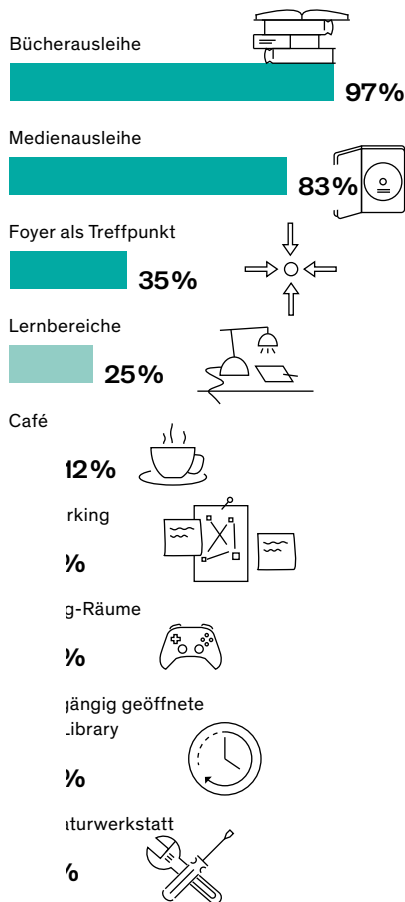 Bücherausleihe
97%
Medienausleihe
83%
Foyer als Treffpunkt
35%
Lernbereiche
25%
Café
12%
rking
%
g-Räume
%
gängig geöffnete
Library
%
aturwerkstatt
%